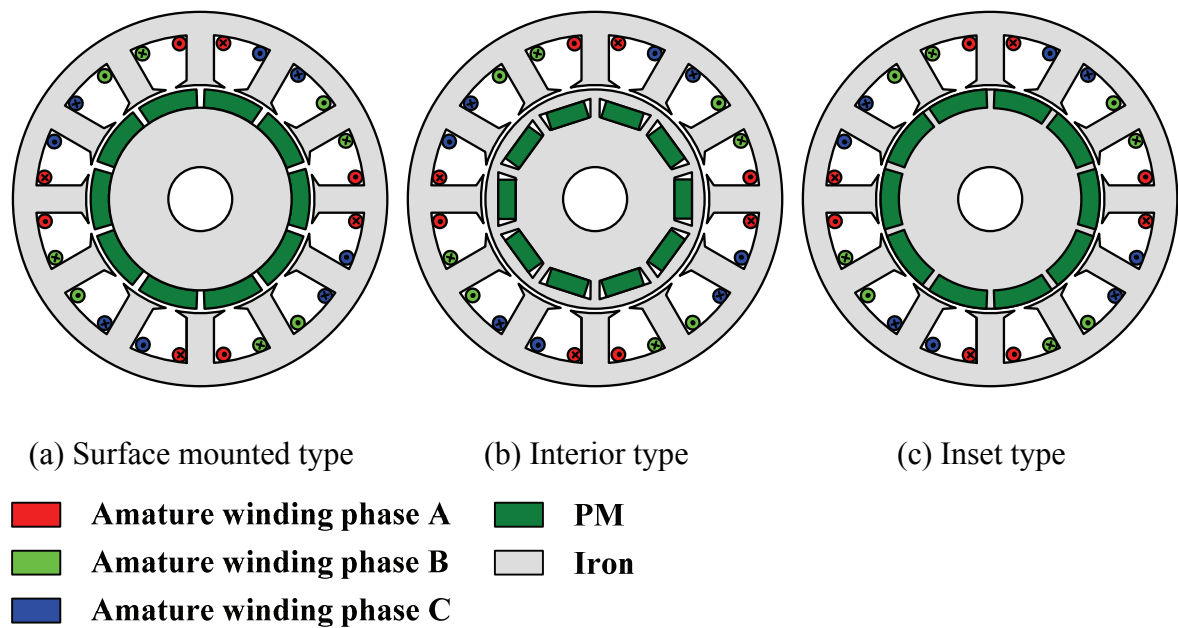 (a) Surface mounted type
(b) Interior type
(c) Inset type
Amature winding phase A
PM
Amature winding phase B
Iron
Amature winding phase C